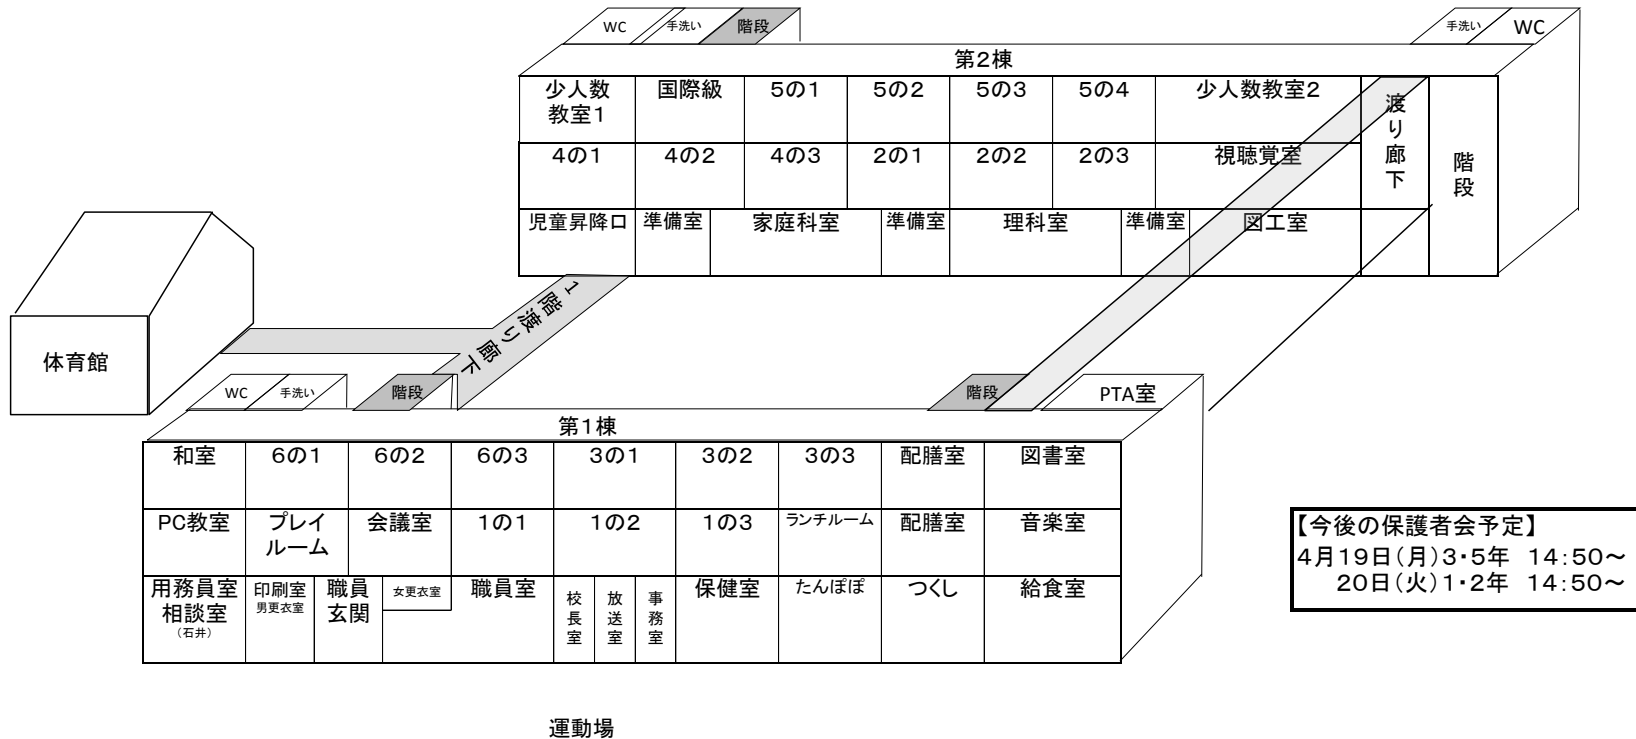 WC
手洗い
階段
手洗い
WC
第2棟
少人数
教室1
国際級
5の1
5の2
5の3
5の4
少人数教室2
渡り廊下
階段
4の1
4の2
4の3
2の1
2の2
2の3
視聴覚室
児童昇降口
準備室
家庭科室
準備室
理科室
準備室
図工室
1階渡り廊下
体育館
WC
手洗い
階段
階段
PTA室
第1棟
和室
6の1
6の2
6の3
3の1
3の2
3の3
配膳室
図書室
PC教室
プレイ
ルーム
会議室
1の1
1の2
1の3
ランチルーム
配膳室
音楽室
用務員室
相談室
(石井)
印刷室
男更衣室
職員
玄関
女更衣室
職員室
校長室
放送室
事務室
保健室
たんぽぽ
つくし
給食室
【今後の保護者会予定】
4月19日(月)3・5年 14:50～
20日(火)1・2年 14:50～
運動場